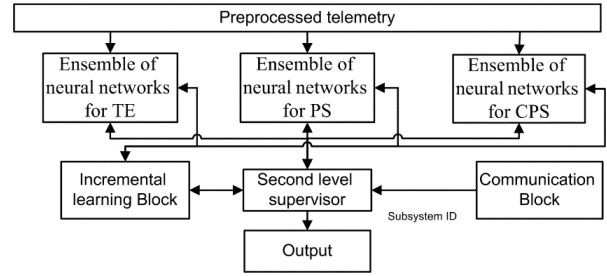 Preprocessed telemetry
Ensemble of
neural networks
for TE
Ensemble of
neural networks
for PS
Ensemble of
neural networks
for CPS
Incremental
learning Block
Second level
supervisor
Communication
Block
Subsystem ID
Output